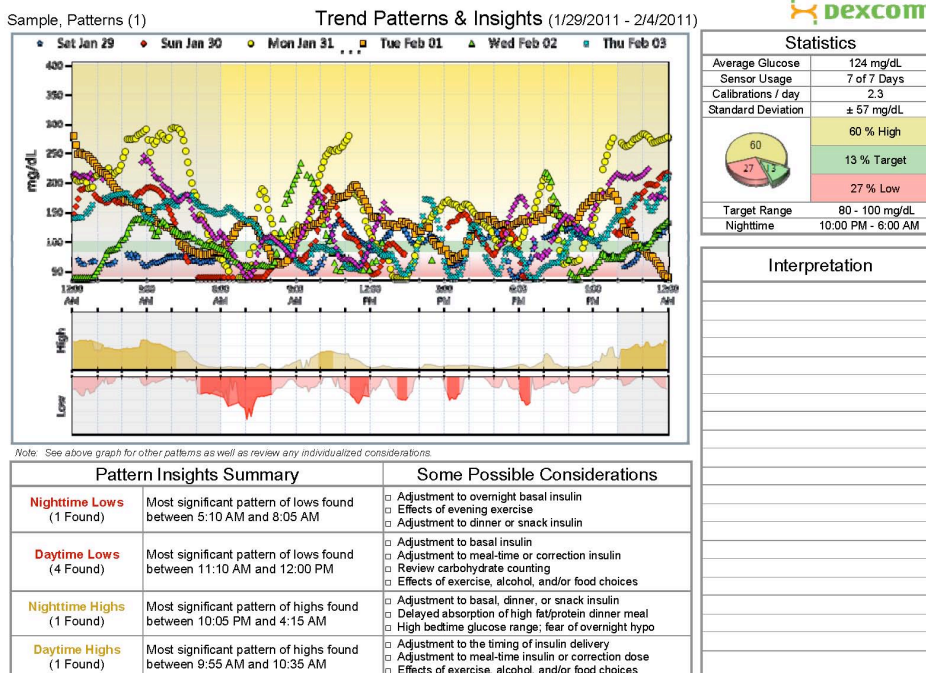 Sample, Patterns (1)
Trend Patterns & Insights (1/29/2011 - 2/4/2011)
DEXCOM
Sat Jan 29 Sun Jan 30 Mon Jan 31 Tue Feb 01 Wed Feb 02 Thu Feb 03
...
mg/dL
400
350
300
250
200
150
100
50
12:00 AM
3:00 AM
6:00 AM
9:00 AM
12:00 PM
3:00 PM
6:00 PM
9:00 PM
12:00 AM
High
Low
Statistics
Average Glucose 124 mg/dL
Sensor Usage 7 of 7 Days
Calibrations / day 2.3
Standard Deviation ± 57 mg/dL
60
27
13
60 % High
13 % Target
27 % Low
Target Range 80 - 100 mg/dL
Nighttime 10:00 PM - 6:00 AM
Interpretation
Note: See above graph for other patterns as well as review any individualized considerations.
Pattern Insights Summary
Some Possible Considerations
Nighttime Lows
(1 Found)
Most significant pattern of lows found
between 5:10 AM and 8:05 AM
Adjustment to overnight basal insulin
Effects of evening exercise
Adjustment to dinner or snack insulin
Daytime Lows
(4 Found)
Most significant pattern of lows found
between 11:10 AM and 12:00 PM
Adjustment to basal insulin
Adjustment to meal-time or correction insulin
Review carbohydrate counting
Effects of exercise, alcohol, and/or food choices
Nighttime Highs
(1 Found)
Most significant pattern of highs found
between 10:05 PM and 4:15 AM
Adjustment to basal, dinner, or snack insulin
Delayed absorption of high fat/protein dinner meal
High bedtime glucose range; fear of overnight hypo
Daytime Highs
(1 Found)
Most significant pattern of highs found
between 9:55 AM and 10:35 AM
Adjustment to the timing of insulin delivery
Adjustment to meal-time insulin or correction dose
Effects of exercise, alcohol, and/or food choices